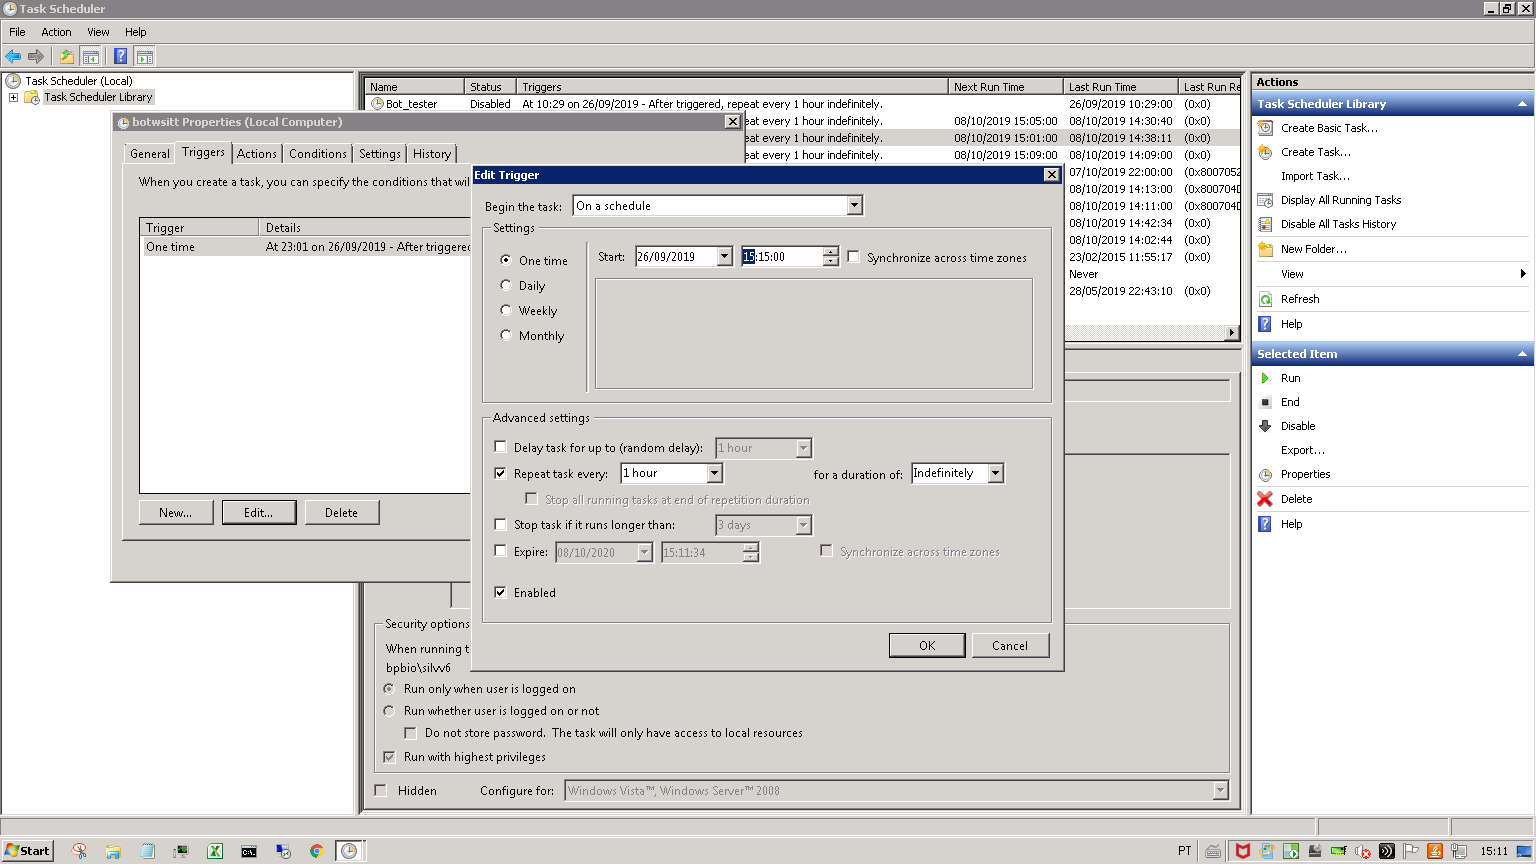 Task Scheduler
File Action View Help
Task Scheduler (Local)
Task Scheduler Library
Name Status Triggers Next Run Time Last Run Time Last Run Re
Bot_tester Disabled At 10:29 on 26/09/2019 - After triggered, repeat every 1 hour indefinitely. 26/09/2019 10:29:00 (0x0)
eat every 1 hour indefinitely. 08/10/2019 15:05:00 08/10/2019 14:30:40 (0x0)
eat every 1 hour indefinitely. 08/10/2019 15:01:00 08/10/2019 14:38:11 (0x0)
eat every 1 hour indefinitely. 08/10/2019 15:09:00 08/10/2019 14:09:00 (0x0)
07/10/2019 22:00:00 (0x8007052
08/10/2019 14:13:00 (0x800704D
08/10/2019 14:11:00 (0x800704D
08/10/2019 14:42:34 (0x0)
08/10/2019 14:02:44 (0x0)
23/02/2015 11:55:17 (0x0)
Never
28/05/2019 22:43:10 (0x0)
botwsitt Properties (Local Computer)
General Triggers Actions Conditions Settings History
When you create a task, you can specify the conditions that wil
Trigger Details
One time At 23:01 on 26/09/2019 - After triggered
New... Edit... Delete
Edit Trigger
Begin the task: On a schedule
Settings
One time
Daily
Weekly
Monthly
Start: 26/09/2019 15:15:00 Synchronize across time zones
Advanced settings
Delay task for up to (random delay): 1 hour
Repeat task every: 1 hour for a duration of: Indefinitely
Stop all running tasks at end of repetition duration
Stop task if it runs longer than: 3 days
Expire: 08/10/2020 15:11:34 Synchronize across time zones
Enabled
OK Cancel
Security options
When running t
bpbio\silvv6
Run only when user is logged on
Run whether user is logged on or not
Do not store password. The task will only have access to local resources
Run with highest privileges
Hidden Configure for: Windows Vista™, Windows Server™ 2008
Actions
Task Scheduler Library
Create Basic Task...
Create Task...
Import Task...
Display All Running Tasks
Disable All Tasks History
New Folder...
View
Refresh
Help
Selected Item
Run
End
Disable
Export...
Properties
Delete
Help
Start PT 15:11